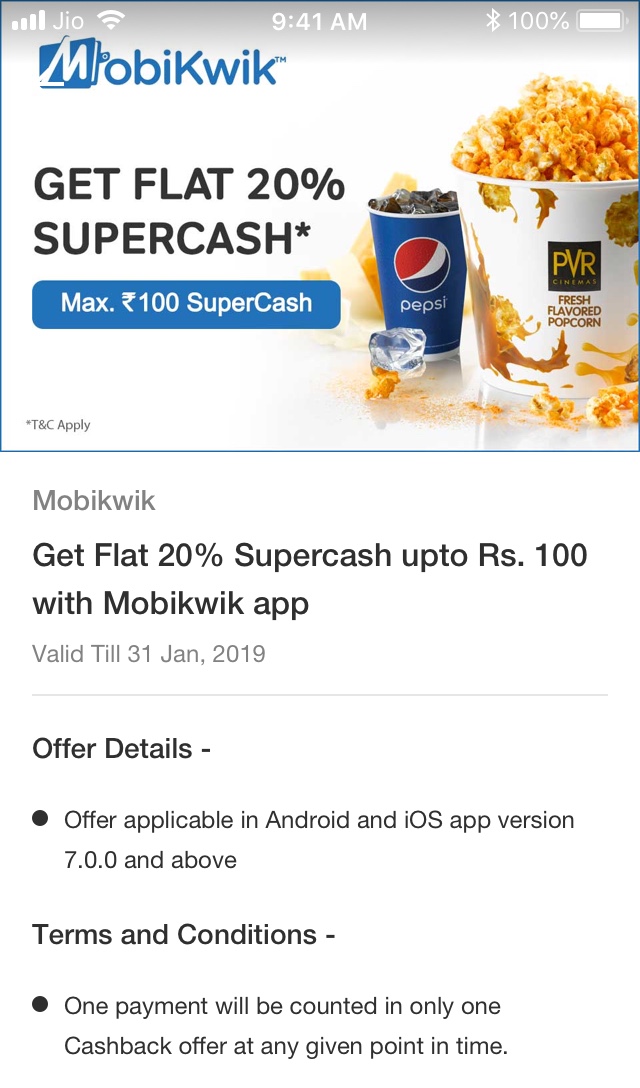 Jio 9:41 AM 100%
MobiKwik™
GET FLAT 20%
SUPERCASH*
Max. ₹100 SuperCash
pepsi
PVR
CINEMAS
FRESH
FLAVORED
POPCORN
*T&C Apply
Mobikwik
Get Flat 20% Supercash upto Rs. 100
with Mobikwik app
Valid Till 31 Jan, 2019
Offer Details -
Offer applicable in Android and iOS app version
7.0.0 and above
Terms and Conditions -
One payment will be counted in only one
Cashback offer at any given point in time.